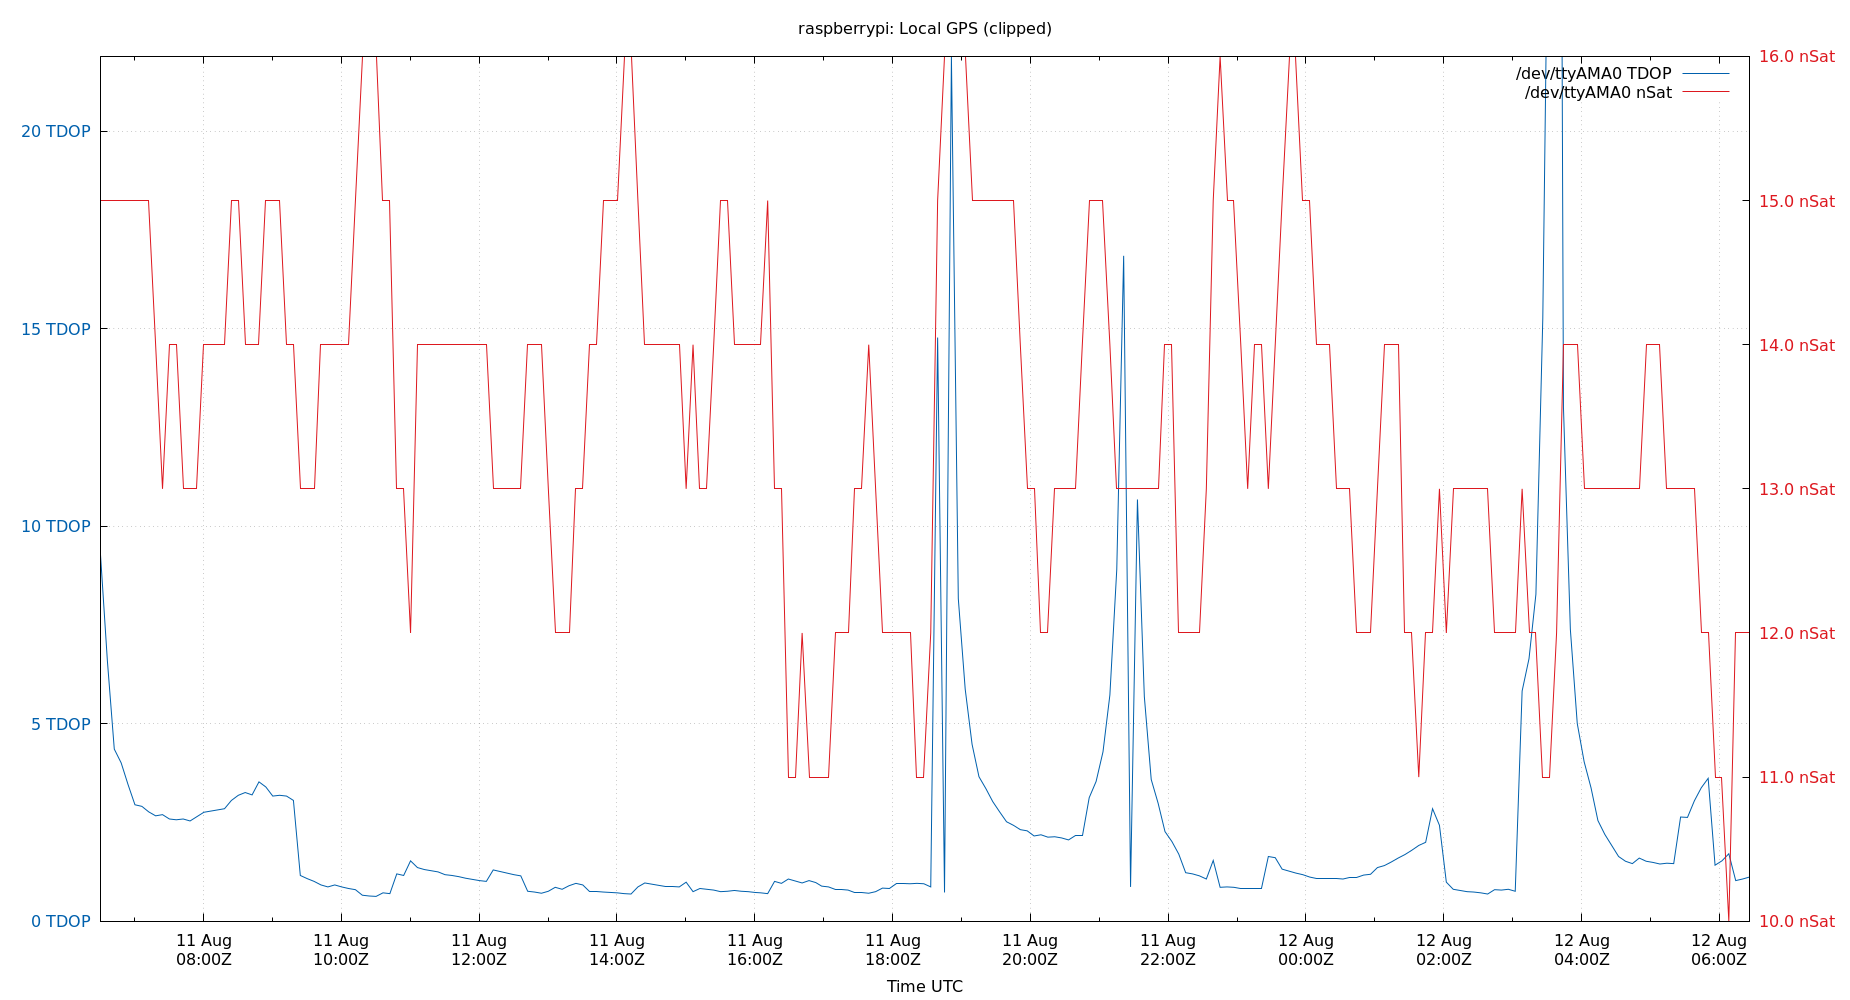 raspberrypi: Local GPS (clipped)
16.0 nSat
/dev/ttyAMA0 TDOP
/dev/ttyAMA0 nSat
20 TDOP
15.0 nSat
15 TDOP
14.0 nSat
13.0 nSat
10 TDOP
12.0 nSat
5 TDOP
11.0 nSat
0 TDOP
10.0 nSat
11 Aug 11 Aug 11 Aug 11 Aug 11 Aug 11 Aug 11 Aug 11 Aug 12 Aug 12 Aug 12 Aug 12 Aug
08:00Z 10:00Z 12:00Z 14:00Z 16:00Z 18:00Z 20:00Z 22:00Z 00:00Z 02:00Z 04:00Z 06:00Z
Time UTC